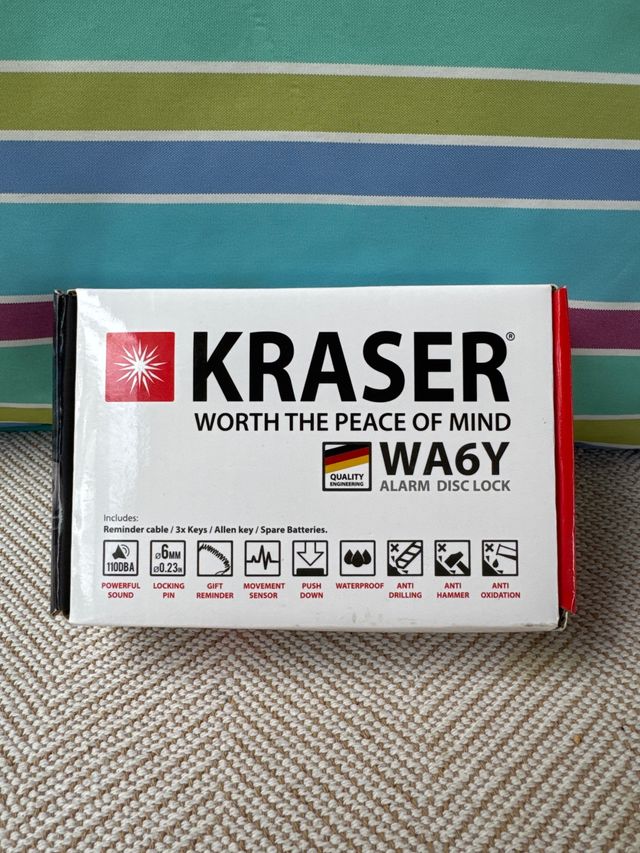 KRASER®
WORTH THE PEACE OF MIND
QUALITY
ENGINEERING
WA6Y
ALARM DISC LOCK
Includes:
Reminder cable / 3x Keys / Allen key / Spare Batteries.
110DBA
POWERFUL
SOUND
ø6MM
ø0.23in
LOCKING
PIN
GIFT
REMINDER
MOVEMENT
SENSOR
PUSH
DOWN
WATERPROOF
ANTI
DRILLING
ANTI
HAMMER
ANTI
OXIDATION